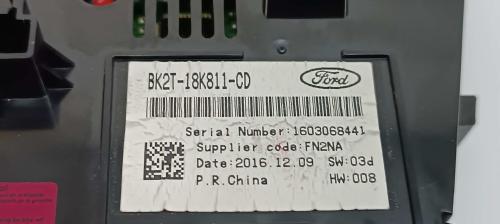 BK2T-18K811-CD
Ford
Serial Number:1603068441
Supplier code:FN2NA
Date:2016.12.09 SW:03d
P.R.China HW:008